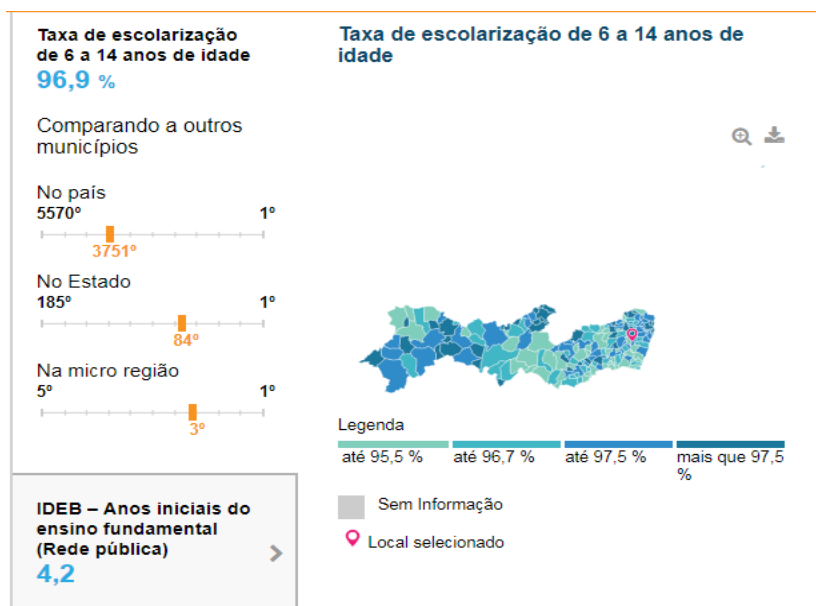 Taxa de escolarização
de 6 a 14 anos de idade
96,9 %
Comparando a outros
municípios
No país
5570º 1º
3751º
No Estado
185º 1º
84º
Na micro região
5º 1º
3º
IDEB – Anos iniciais do
ensino fundamental
(Rede pública)
4,2
Taxa de escolarização de 6 a 14 anos de
idade
Legenda
até 95,5 % até 96,7 % até 97,5 % mais que 97,5
%
Sem Informação
Local selecionado